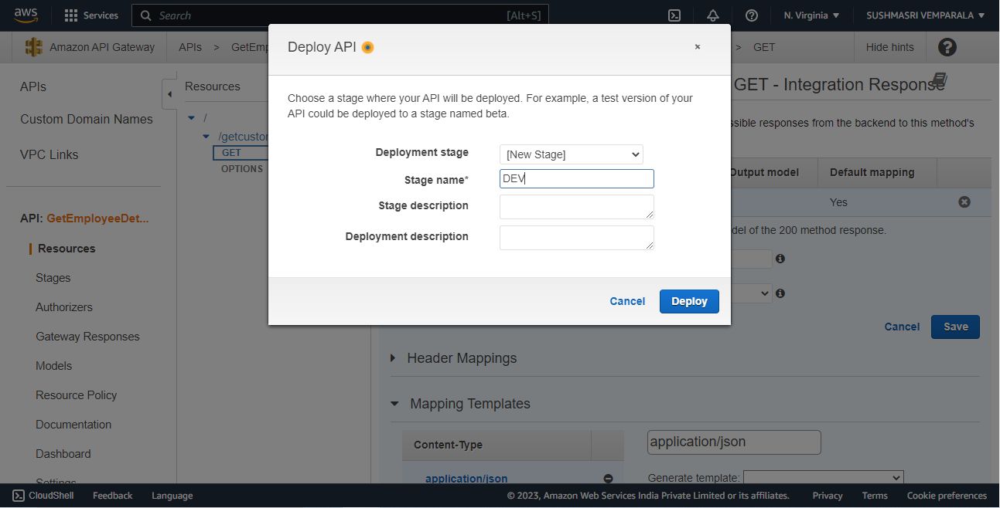 aws
Services
Search
[Alt+S]
N. Virginia
SUSHMASRI VEMPARALA
Amazon API Gateway
APIs > GetEmp
> GET
Hide hints
APIs
Custom Domain Names
VPC Links
API: GetEmployeeDet...
Resources
Stages
Authorizers
Gateway Responses
Models
Resource Policy
Documentation
Dashboard
Settings
Resources
/
/getcustor
GET
OPTIONS
Deploy API
×
Choose a stage where your API will be deployed. For example, a test version of your
API could be deployed to a stage named beta.
Deployment stage
[New Stage]
Stage name*
DEV
Stage description
Deployment description
Cancel
Deploy
GET - Integration Response
ssible responses from the backend to this method's
Output model
Default mapping
Yes
del of the 200 method response.
Cancel
Save
Header Mappings
Mapping Templates
Content-Type
application/json
application/json
Generate template:
CloudShell
Feedback
Language
© 2023, Amazon Web Services India Private Limited or its affiliates.
Privacy
Terms
Cookie preferences